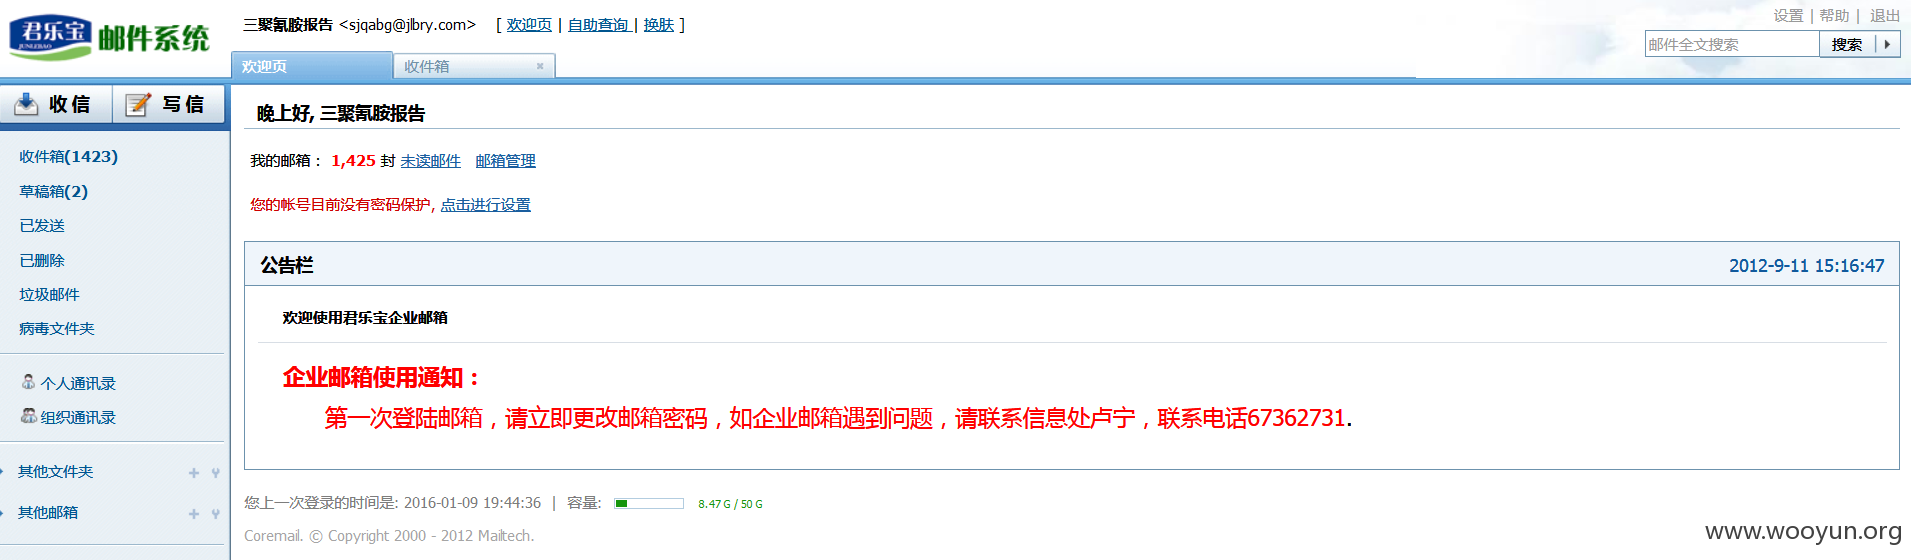 君乐宝 邮件系统
JUNLEBAO
三聚氰胺报告 <sjqabg@jlbry.com> [ 欢迎页 | 自助查询 | 换肤 ]
设置 | 帮助 | 退出
邮件全文搜索 搜索
欢迎页 收件箱
收信 写信
晚上好, 三聚氰胺报告
收件箱(1423)
草稿箱(2)
已发送
已删除
垃圾邮件
病毒文件夹
个人通讯录
组织通讯录
其他文件夹
其他邮箱
我的邮箱： 1,425 封 未读邮件 邮箱管理
您的帐号目前没有密码保护, 点击进行设置
公告栏 2012-9-11 15:16:47
欢迎使用君乐宝企业邮箱
企业邮箱使用通知：
第一次登陆邮箱，请立即更改邮箱密码，如企业邮箱遇到问题，请联系信息处卢宁，联系电话67362731.
您上一次登录的时间是: 2016-01-09 19:44:36 | 容量: 8.47 G / 50 G
Coremail. © Copyright 2000 - 2012 Mailtech.
www.wooyun.org